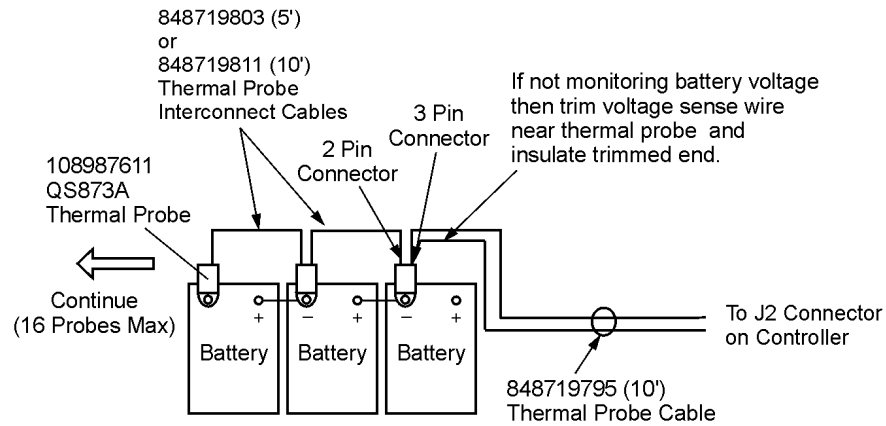 848719803 (5')
or
848719811 (10')
Thermal Probe
Interconnect Cables
If not monitoring battery voltage
then trim voltage sense wire
near thermal probe and
insulate trimmed end.
3 Pin
Connector
2 Pin
Connector
108987611
QS873A
Thermal Probe
Continue
(16 Probes Max)
+
–
+
–
+
Battery
Battery
Battery
To J2 Connector
on Controller
848719795 (10')
Thermal Probe Cable